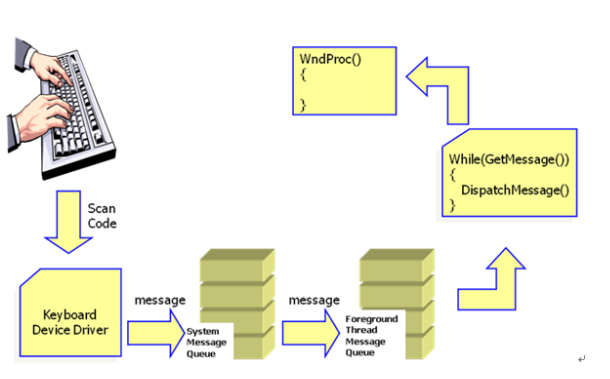 WndProc()
{
}
While(GetMessage())
{
DispatchMessage()
}
Scan
Code
Keyboard
Device Driver
message
System
Message
Queue
message
Foreground
Thread
Message
Queue